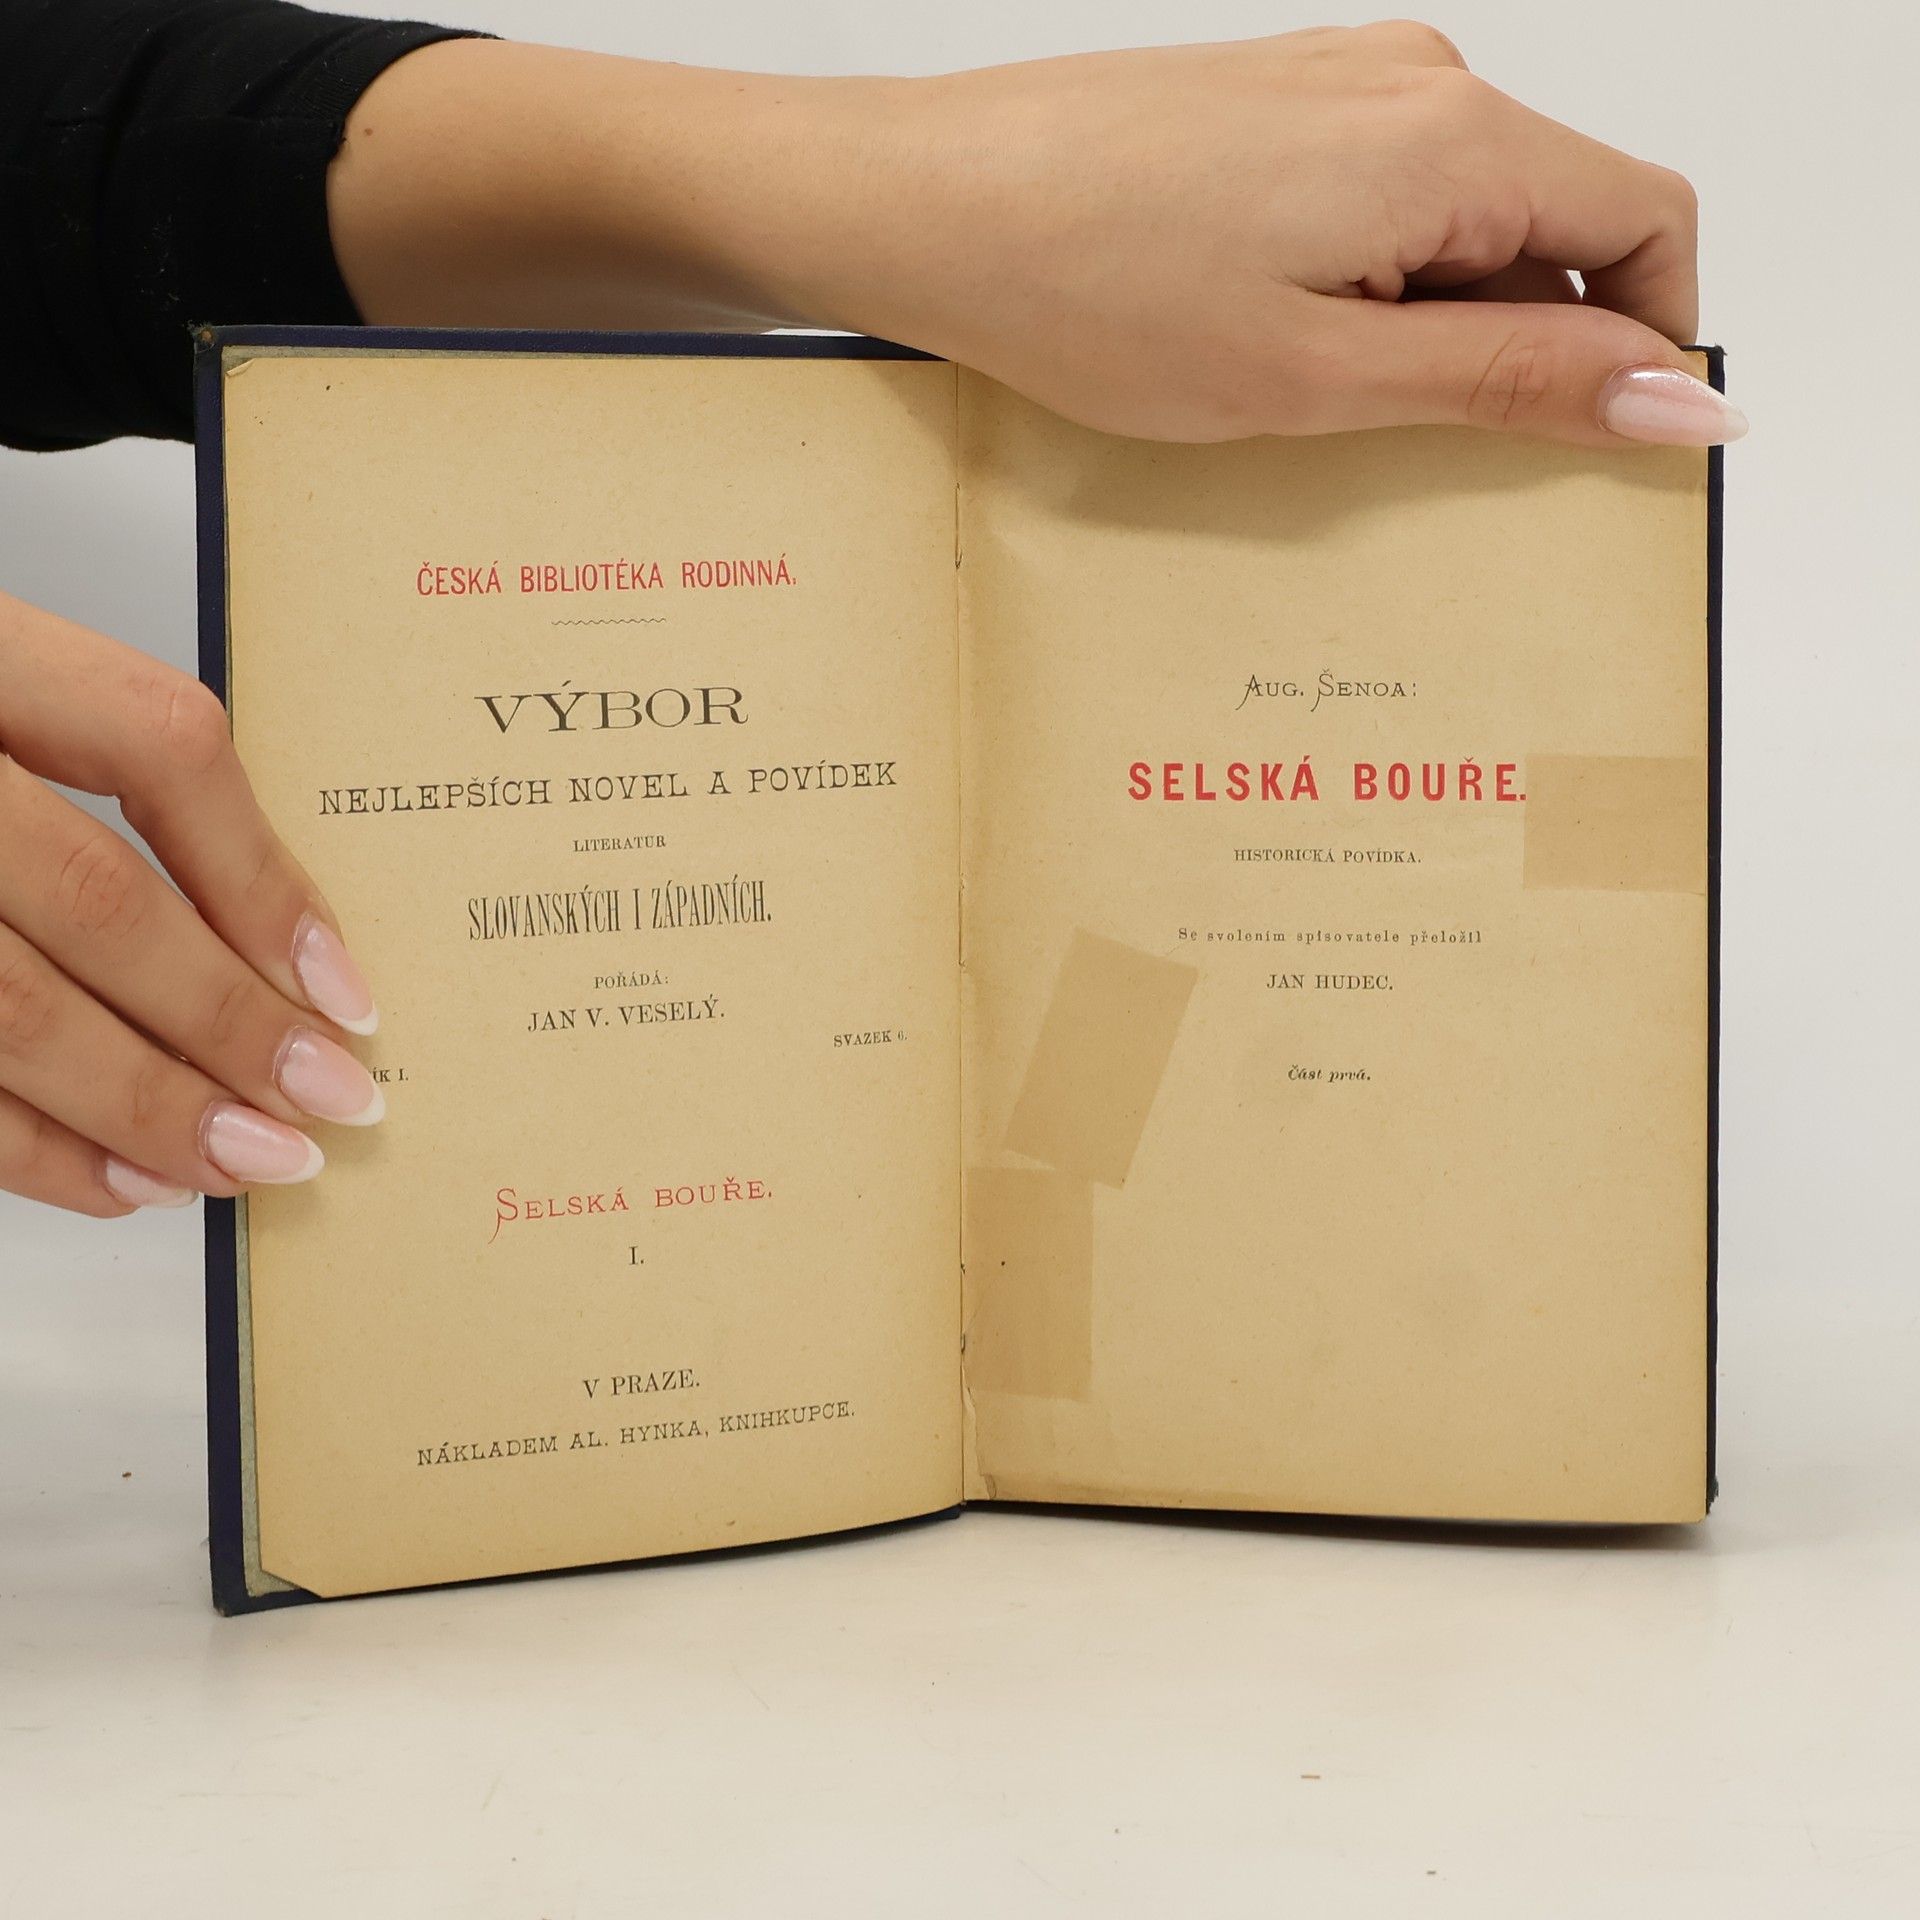 ČESKÁ BIBLIOTÉKA RODINNÁ.
VÝBOR
NEJLEPŠÍCH NOVEL A POVÍDEK
LITERATUR
SLOVANSKÝCH I ZÁPADNÍCH.
POŘÁDÁ:
JAN V. VESELÝ.
SVAZEK 6.
ÍK I.
SELSKÁ BOUŘE.
I.
V PRAZE.
NÁKLADEM AL. HYNKA, KNIHKUPCE.
AUG. ŠENOA:
SELSKÁ BOUŘE.
HISTORICKÁ POVÍDKA.
Se svolením spisovatele přeložil
JAN HUDEC.
Část prvá.